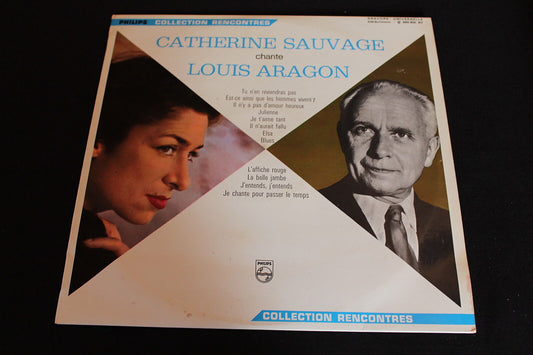 PHILIPS COLLECTION RENCONTRES
GRAVURE UNIVERSELLE
CATHERINE SAUVAGE
chante
LOUIS ARAGON
Tu n'en reviendras pas
Est-ce ainsi que les hommes vivent?
Il n'y a pas d'amour heureux
Julienne
Je t'aime tant
Il n'aurait fallu
Elsa
Blues
L'affiche rouge
La belle jambe
J'entends, j'entends
Je chante pour passer le temps
PHILIPS
COLLECTION RENCONTRES